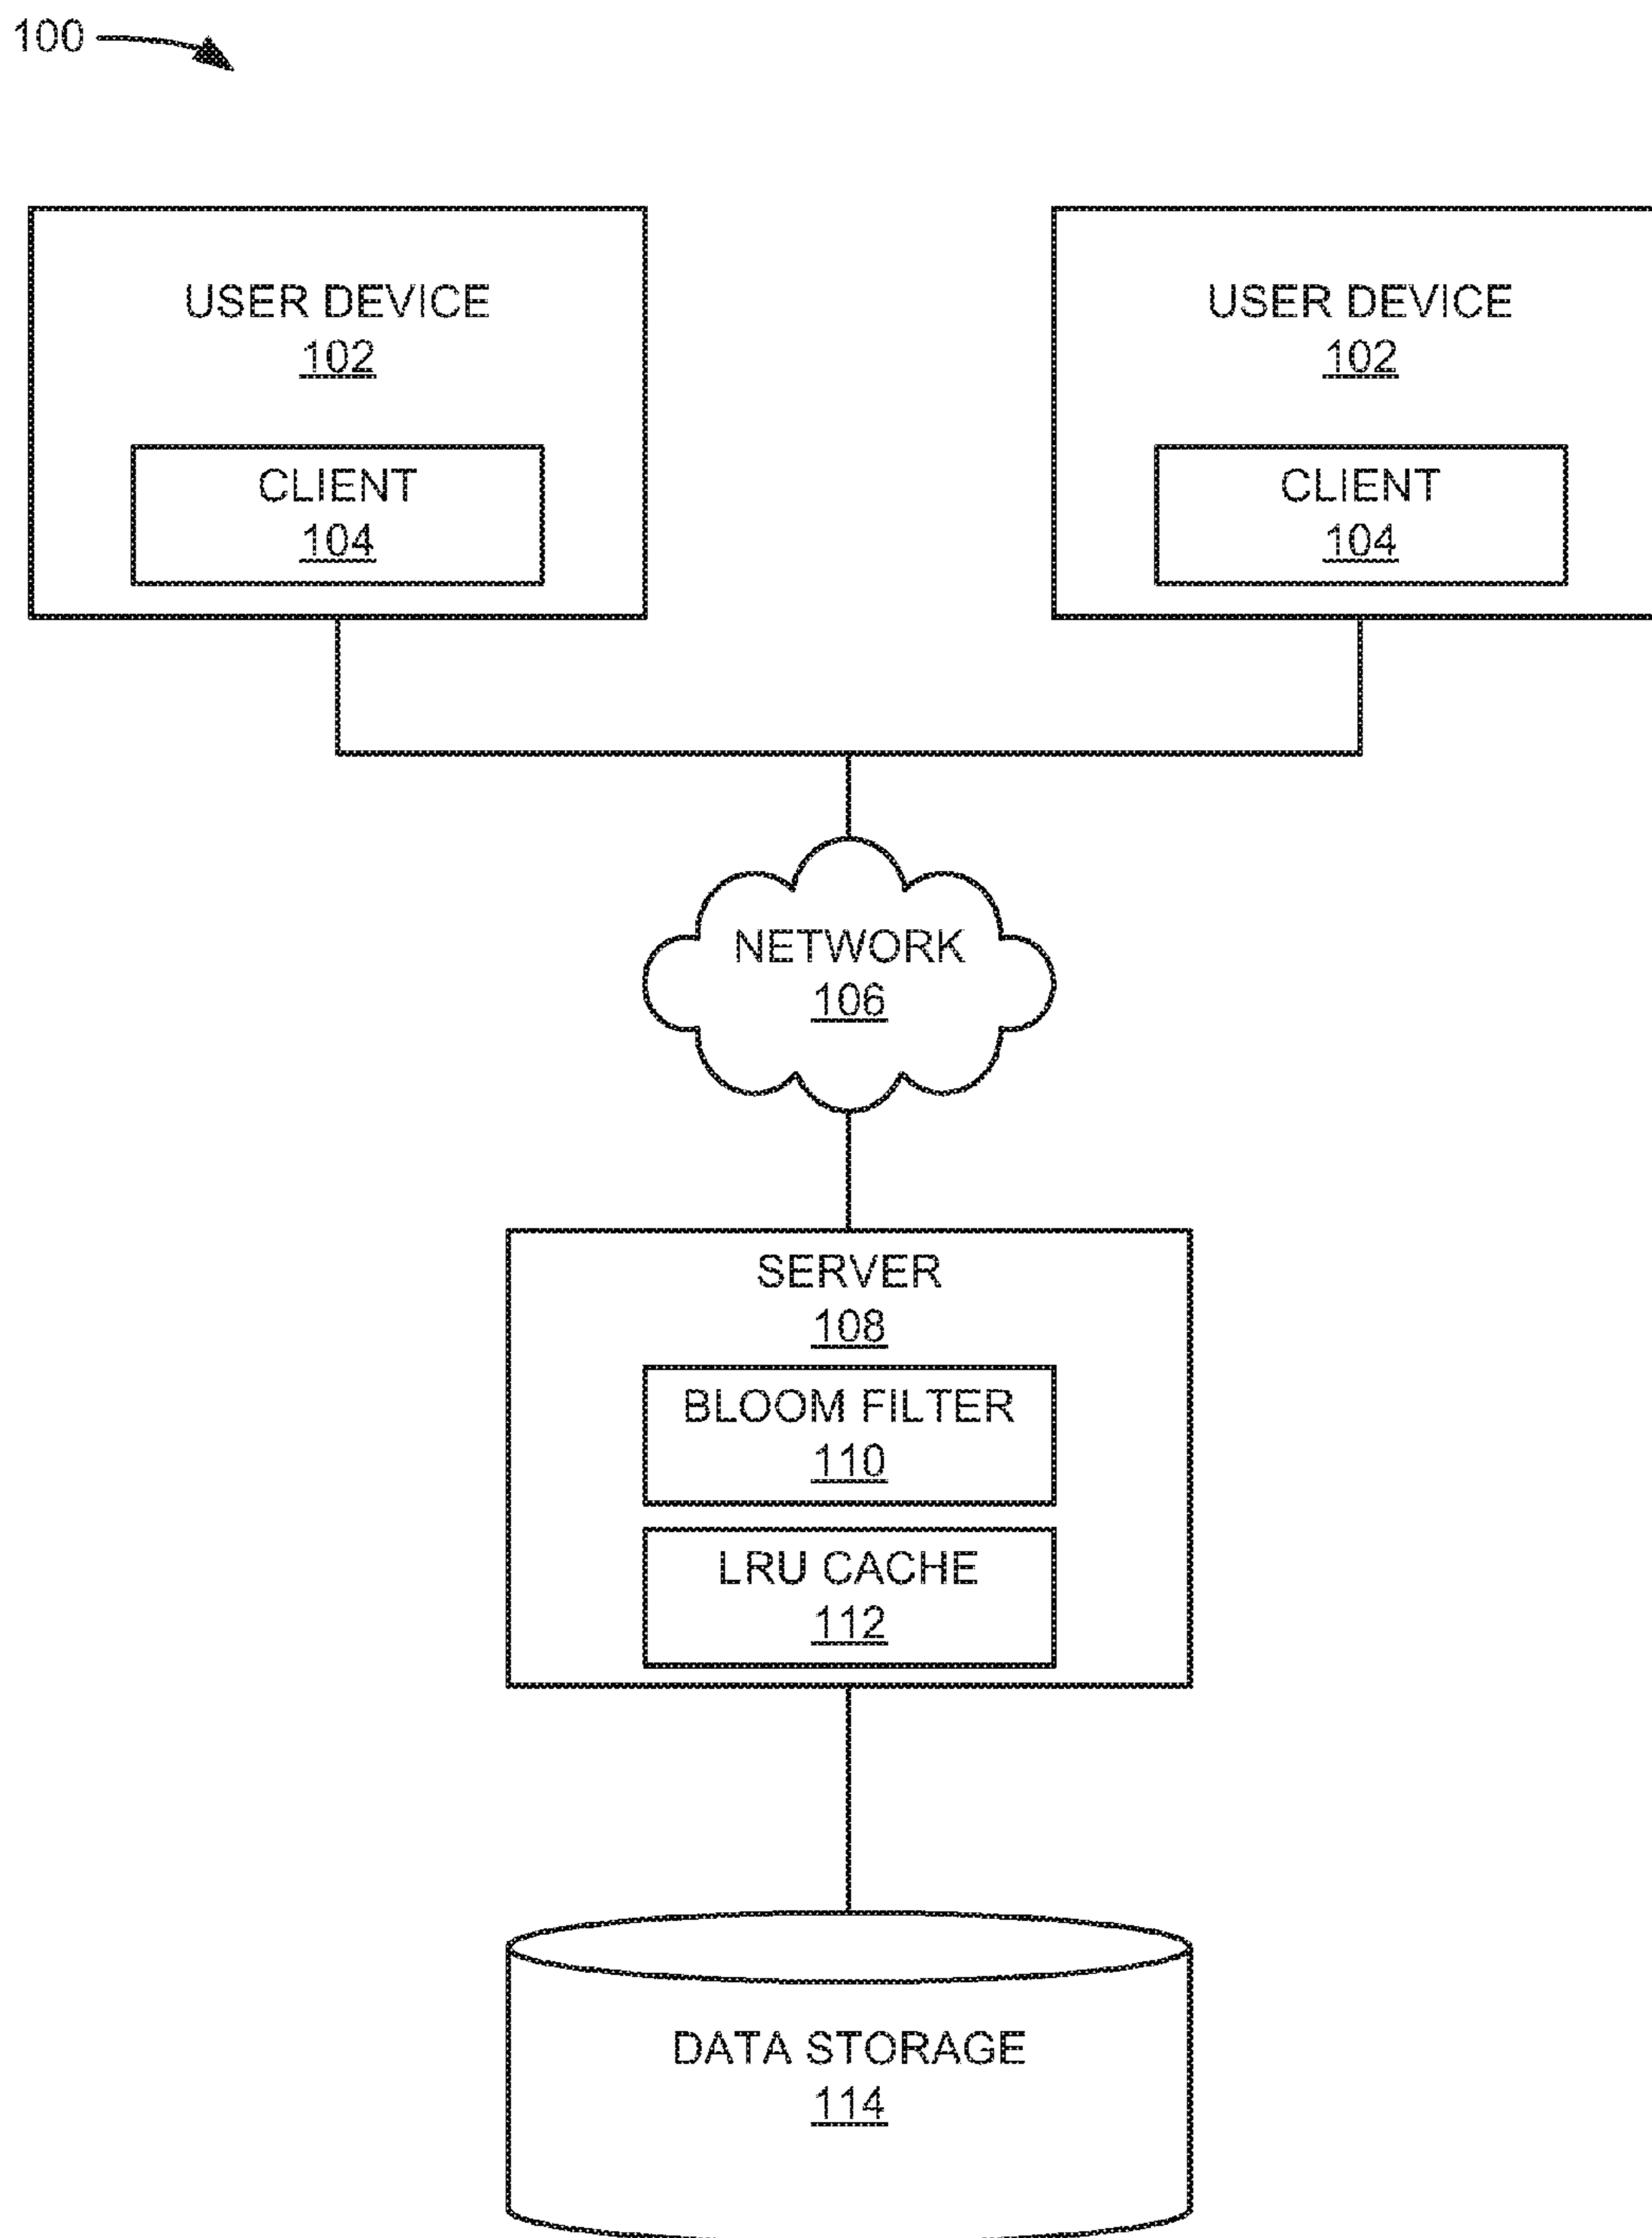 100
USER DEVICE
102
CLIENT
104
USER DEVICE
102
CLIENT
104
NETWORK
106
SERVER
108
BLOOM FILTER
110
LRU CACHE
112
DATA STORAGE
114